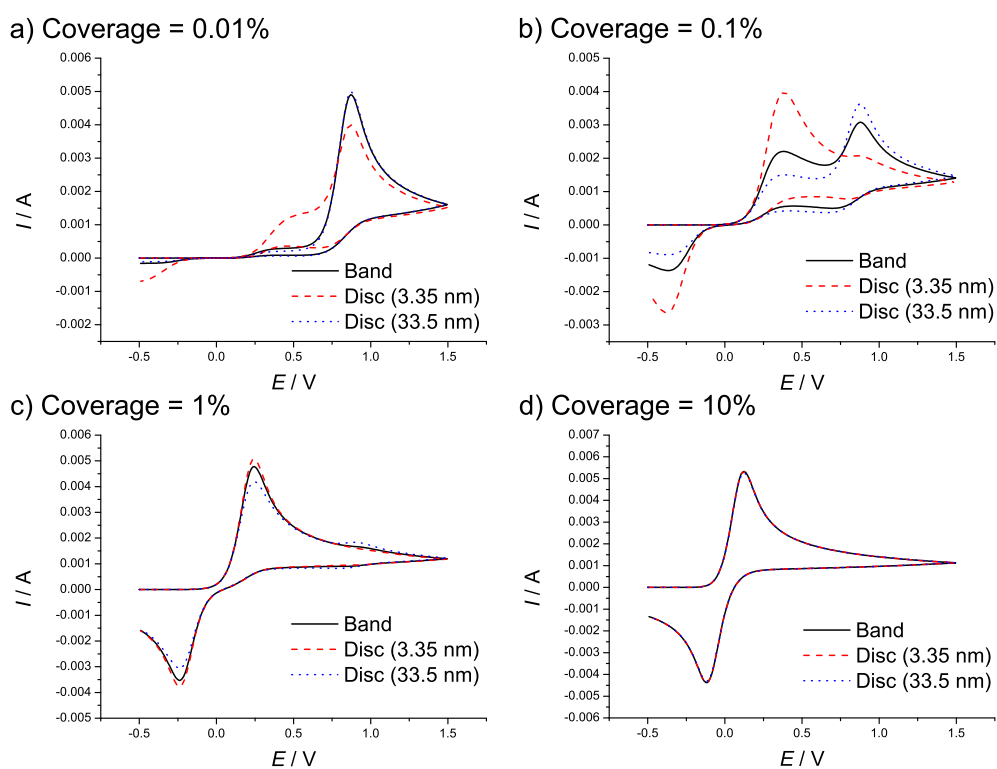 a) Coverage = 0.01%
0.006
0.005
0.004
0.003
0.002
0.001
0.000
-0.001
-0.002
I / A
-0.5
0.0
0.5
1.0
1.5
E / V
Band
Disc (3.35 nm)
Disc (33.5 nm)
b) Coverage = 0.1%
0.005
0.004
0.003
0.002
0.001
0.000
-0.001
-0.002
-0.003
I / A
-0.5
0.0
0.5
1.0
1.5
E / V
Band
Disc (3.35 nm)
Disc (33.5 nm)
c) Coverage = 1%
0.006
0.005
0.004
0.003
0.002
0.001
0.000
-0.001
-0.002
-0.003
-0.004
-0.005
I / A
-0.5
0.0
0.5
1.0
1.5
E / V
Band
Disc (3.35 nm)
Disc (33.5 nm)
d) Coverage = 10%
0.007
0.006
0.005
0.004
0.003
0.002
0.001
0.000
-0.001
-0.002
-0.003
-0.004
-0.005
-0.006
I / A
-0.5
0.0
0.5
1.0
1.5
E / V
Band
Disc (3.35 nm)
Disc (33.5 nm)